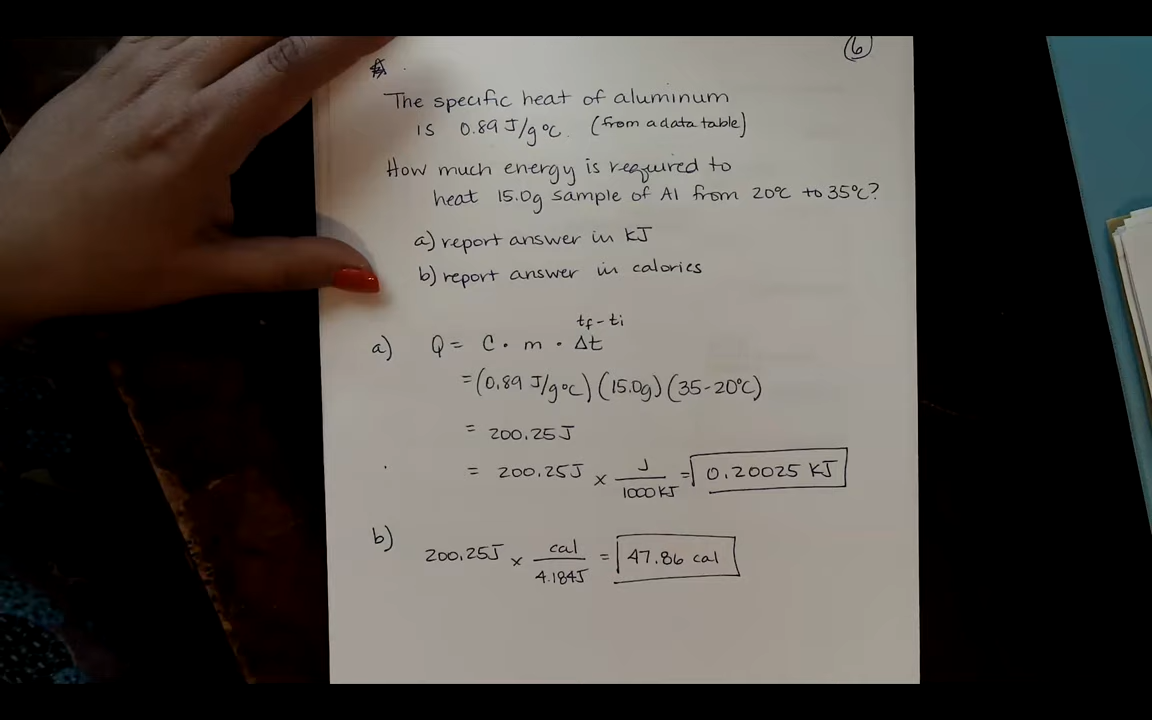 6
The specific heat of aluminum
is 0.89 J/g°C. (from a data table)
How much energy is required to
heat 15.0g sample of Al from 20°C to 35°C?
a) report answer in kJ
b) report answer in calories
tf - ti
a) Q = C · m · Δt
= (0.89 J/g°C) (15.0g) (35-20°C)
= 200.25J
= 200.25J × J/1000KJ = 0.20025 KJ
b) 200.25J × cal/4.184J = 47.86 cal